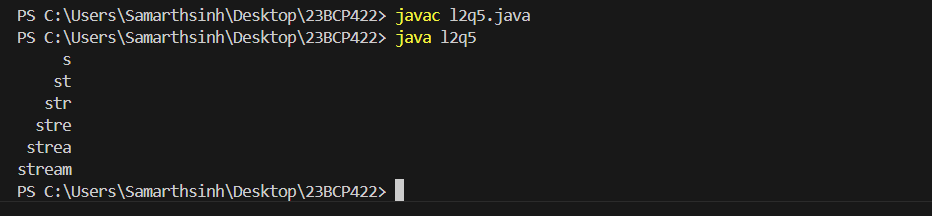 PS C:\Users\Samarthsinh\Desktop\23BCP422> javac l2q5.java
PS C:\Users\Samarthsinh\Desktop\23BCP422> java l2q5
     s
    st
   str
  stre
 strea
stream
PS C:\Users\Samarthsinh\Desktop\23BCP422>